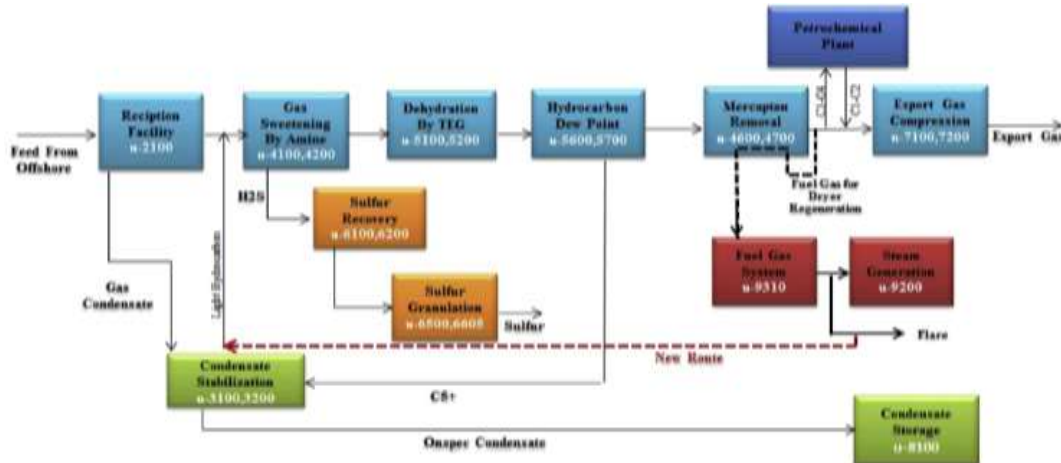 Petrochemical
Plant
Reciption
Facility
u-2100
Gas
Sweetening
By Amine
u-4100,4200
Dehydration
By TEG
u-5100,5200
Hydrocarbon
Dew Point
u-5600,5700
Mercaptan
Removal
u-4600,4700
C1-C2
Export Gas
Compression
u-7100,7200
Feed From
Offshore
Export Gas
Fuel Gas for
Dryer
Regeneration
H2S
Sulfur
Recovery
u-6100,6200
Fuel Gas
System
u-9310
Steam
Generation
u-9200
Gas
Condensate
Light Hydrocarbon
Sulfur
Granulation
Sulfur
Flare
New Route
Condensate
Stabilization
u-3100,3200
C5+
Onspec Condensate
Condensate
Storage
u-8100